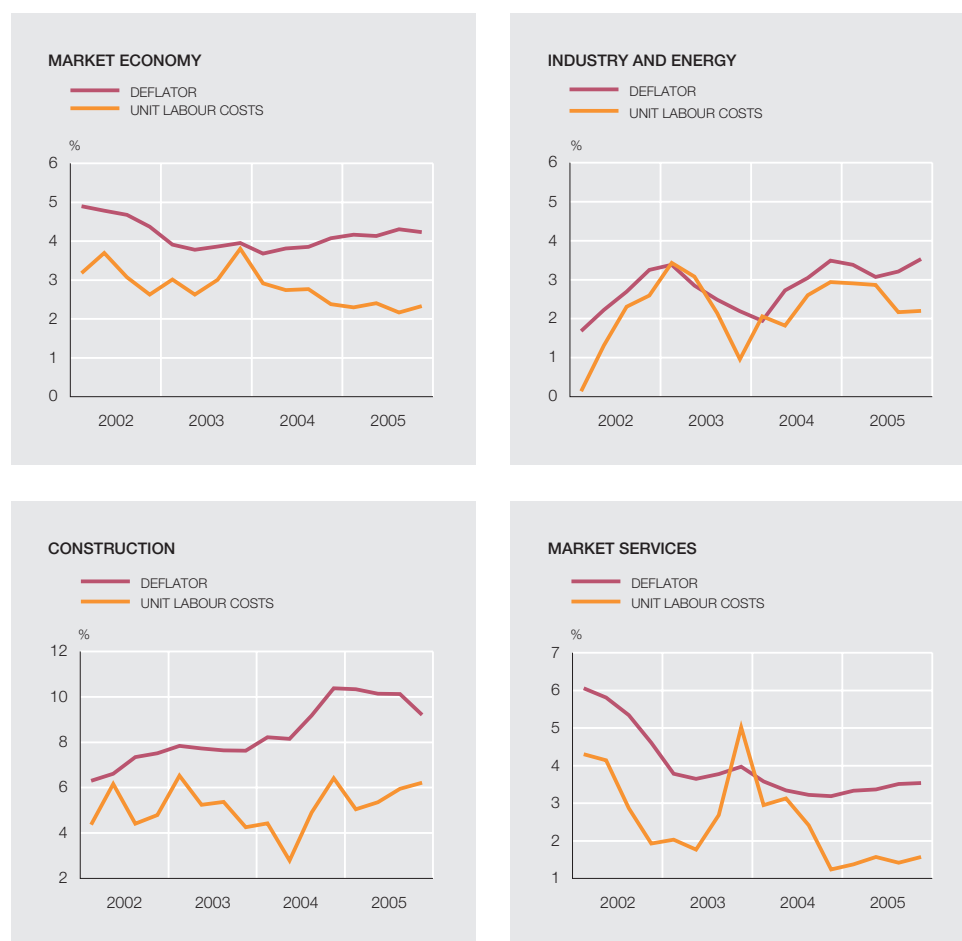 MARKET ECONOMY
DEFLATOR
UNIT LABOUR COSTS
%
6
5
4
3
2
1
0
2002 2003 2004 2005
INDUSTRY AND ENERGY
DEFLATOR
UNIT LABOUR COSTS
%
6
5
4
3
2
1
0
2002 2003 2004 2005
CONSTRUCTION
DEFLATOR
UNIT LABOUR COSTS
%
12
10
8
6
4
2
2002 2003 2004 2005
MARKET SERVICES
DEFLATOR
UNIT LABOUR COSTS
%
7
6
5
4
3
2
1
2002 2003 2004 2005